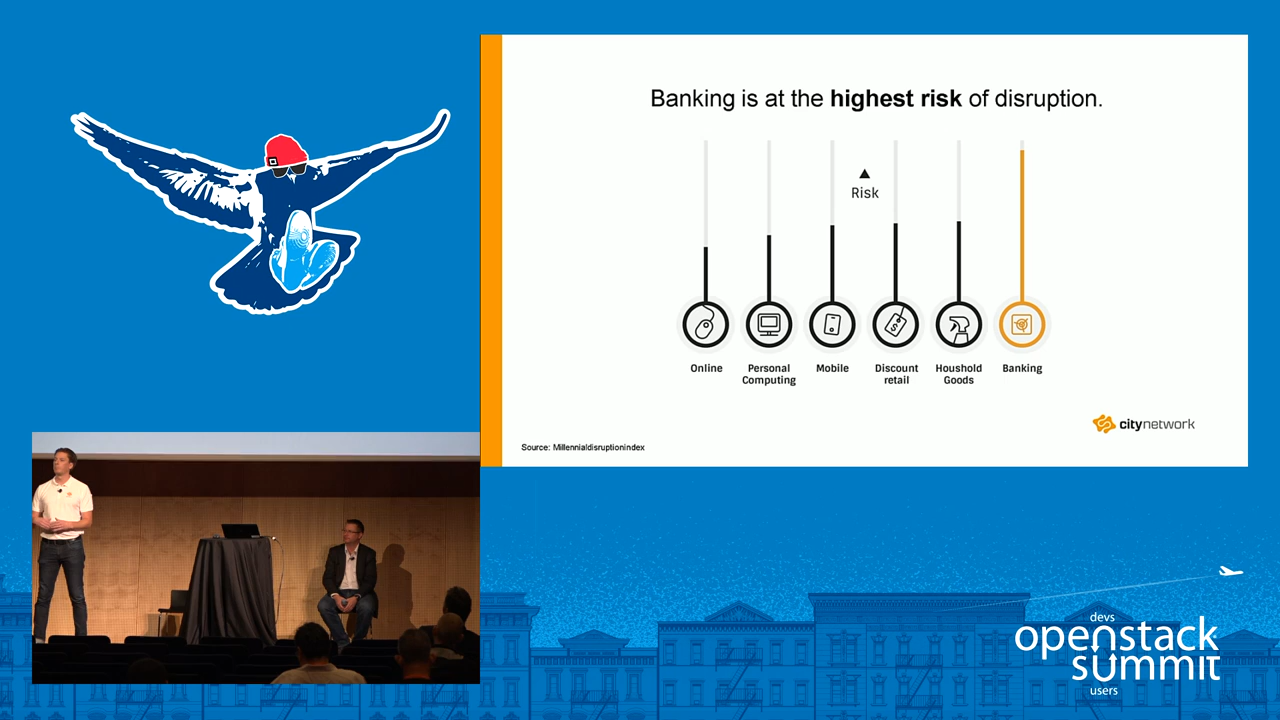 Banking is at the highest risk of disruption.
Risk
Online
Personal
Computing
Mobile
Discount
retail
Houshold
Goods
Banking
citynetwork
Source: Millennialdisruptionindex
devs
openstack
summit
users